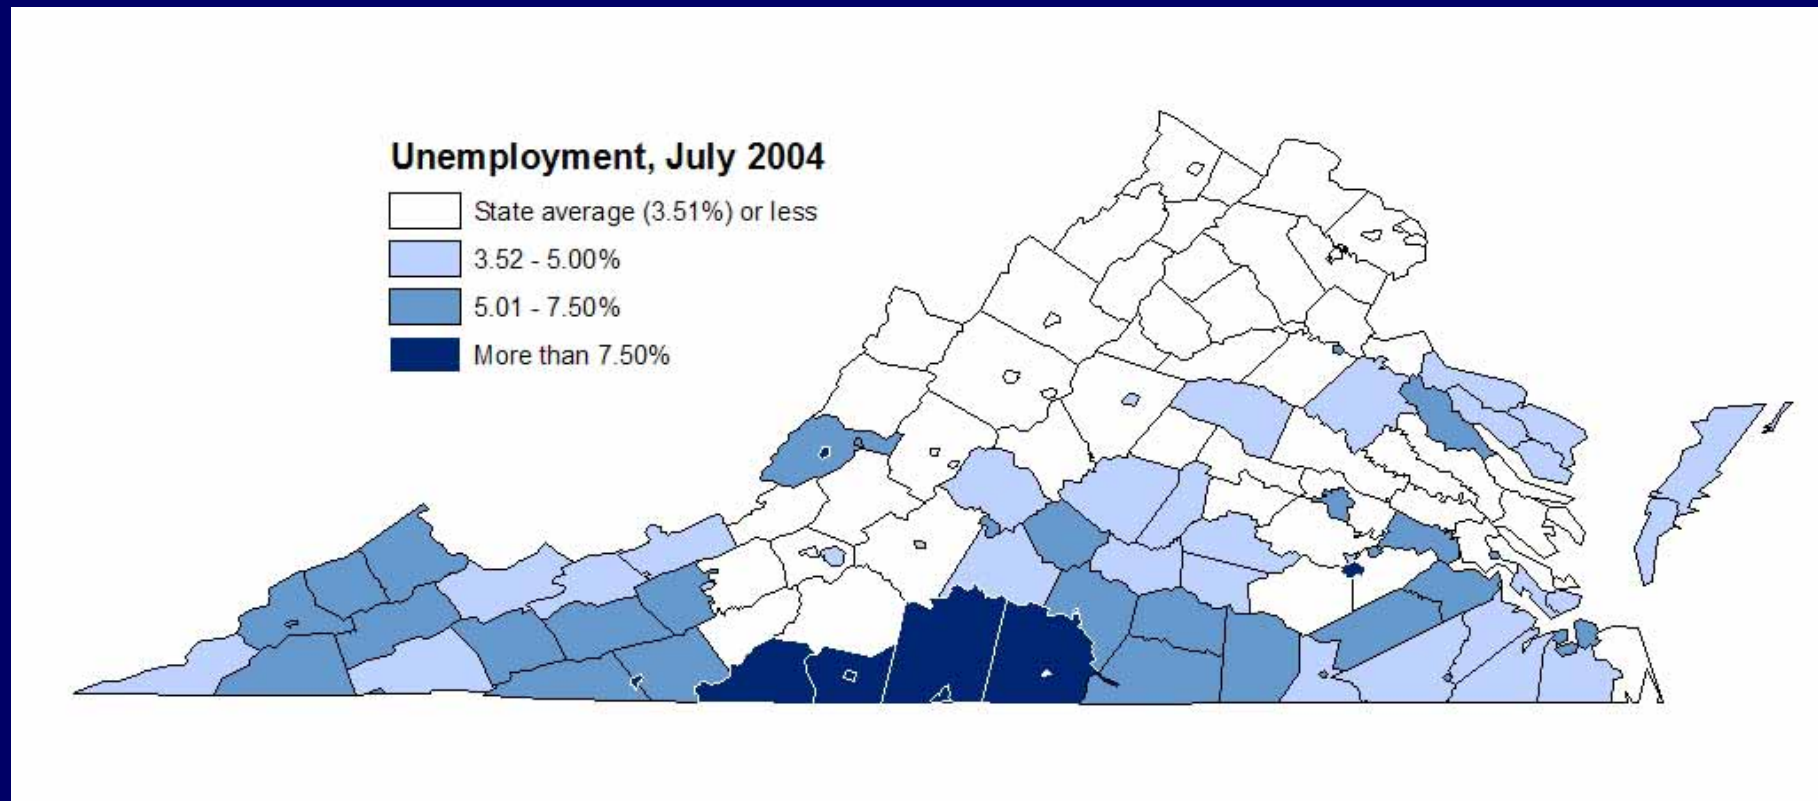 Unemployment, July 2004
State average (3.51%) or less
3.52 - 5.00%
5.01 - 7.50%
More than 7.50%